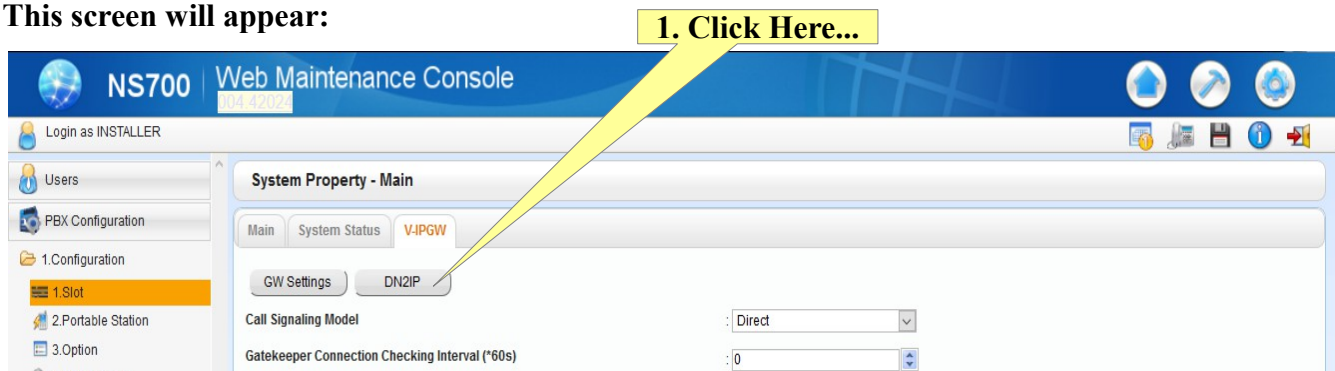 This screen will appear:
1. Click Here...
NS700 Web Maintenance Console
004 42024
Login as INSTALLER
Users
System Property - Main
PBX Configuration
Main System Status V-IPGW
1.Configuration
GW Settings DN2IP
1.Slot
2.Portable Station
Call Signaling Model : Direct
3.Option
Gatekeeper Connection Checking Interval (*60s) : 0